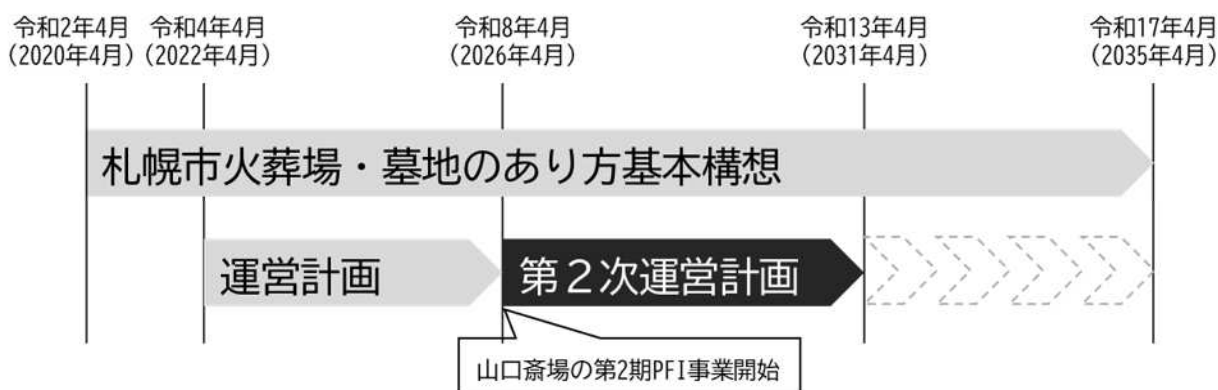 令和2年4月
(2020年4月)
令和4年4月
(2022年4月)
令和8年4月
(2026年4月)
令和13年4月
(2031年4月)
令和17年4月
(2035年4月)
札幌市火葬場・墓地のあり方基本構想
運営計画
第２次運営計画
山口斎場の第2期PFI事業開始